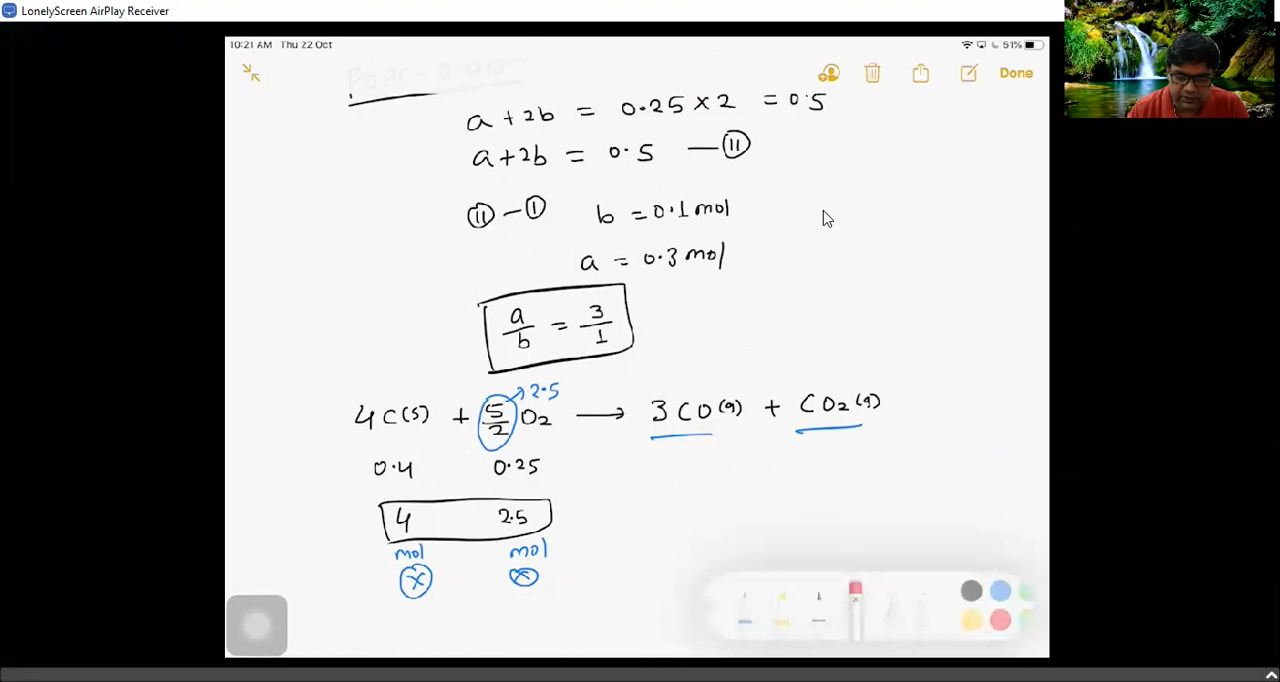 LonelyScreen AirPlay Receiver
10:21 AM Thu 22 Oct
51%
Done
a + 2b = 0.25 × 2 = 0.5
a + 2b = 0.5 — Ⅱ
Ⅱ — Ⅰ b = 0.1 mol
a = 0.3 mol
a/b = 3/1
→ 2.5
4C(s) + 5/2 O₂ ⟶ 3CO(g) + CO₂(g)
0.4 0.25
4 2.5
mol mol
x x